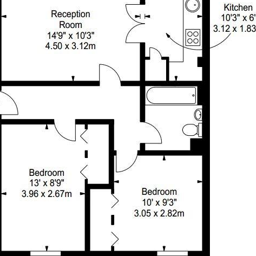 Reception
Room
14'9" x 10'3"
4.50 x 3.12m
Kitchen
10'3" x 6'
3.12 x 1.83
Bedroom
13' x 8'9"
3.96 x 2.67m
Bedroom
10' x 9'3"
3.05 x 2.82m